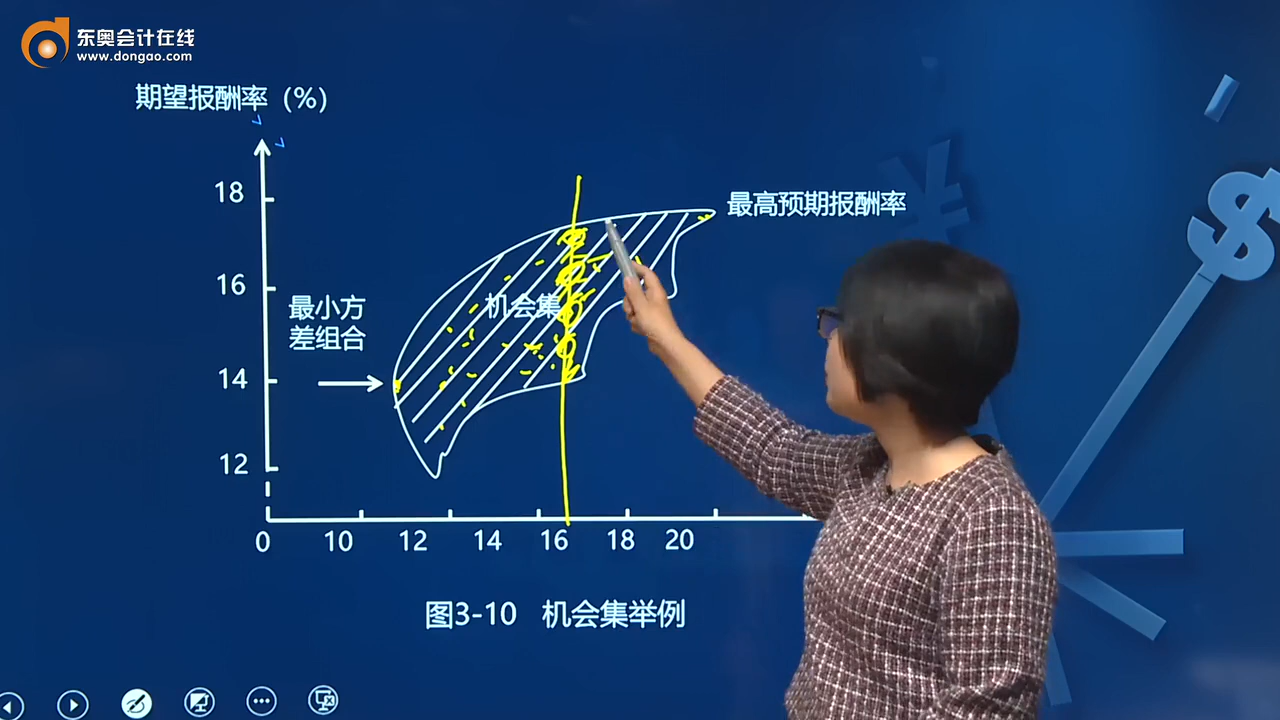 东奥会计在线
www.dongao.com
期望报酬率（%）
18
最高预期报酬率
16
最小方
差组合
机会集
14
12
0 10 12 14 16 18 20
图3-10 机会集举例
¥
$